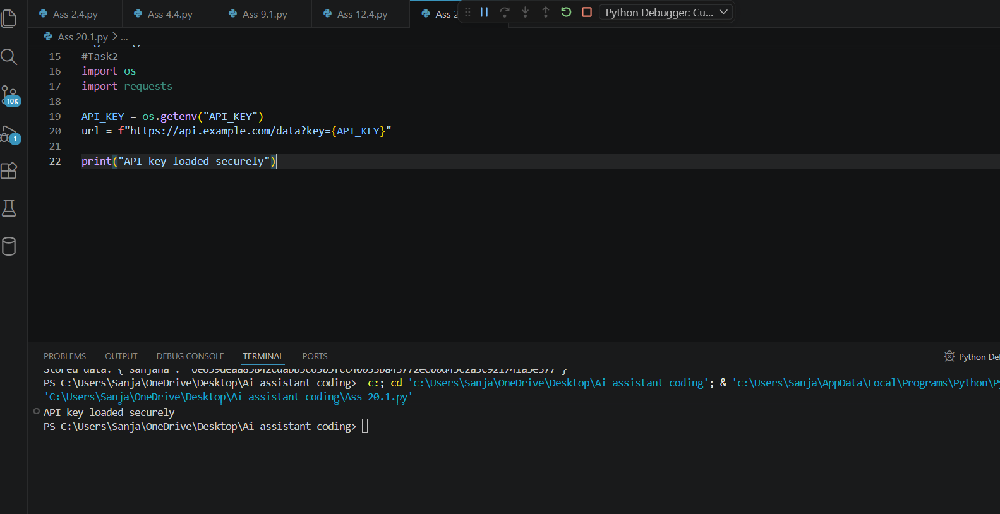 Ass 2.4.py
Ass 4.4.py
Ass 9.1.py
Ass 12.4.py
Ass 2
Python Debugger: Cu...
Ass 20.1.py > ...
15 #Task2
16 import os
17 import requests
18
19 API_KEY = os.getenv("API_KEY")
20 url = f"https://api.example.com/data?key={API_KEY}"
21
22 print("API key loaded securely")
10K
1
PROBLEMS OUTPUT DEBUG CONSOLE TERMINAL PORTS
Python De
PS C:\Users\Sanja\OneDrive\Desktop\Ai assistant coding> c:; cd 'c:\Users\Sanja\OneDrive\Desktop\Ai assistant coding'; & 'c:\Users\Sanja\AppData\Local\Programs\Python\
'C:\Users\Sanja\OneDrive\Desktop\Ai assistant coding\Ass 20.1.py'
API key loaded securely
PS C:\Users\Sanja\OneDrive\Desktop\Ai assistant coding>